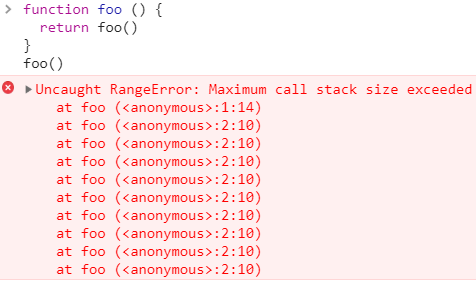 > function foo () {
return foo()
}
foo()
Uncaught RangeError: Maximum call stack size exceeded
at foo (<anonymous>:1:14)
at foo (<anonymous>:2:10)
at foo (<anonymous>:2:10)
at foo (<anonymous>:2:10)
at foo (<anonymous>:2:10)
at foo (<anonymous>:2:10)
at foo (<anonymous>:2:10)
at foo (<anonymous>:2:10)
at foo (<anonymous>:2:10)
at foo (<anonymous>:2:10)